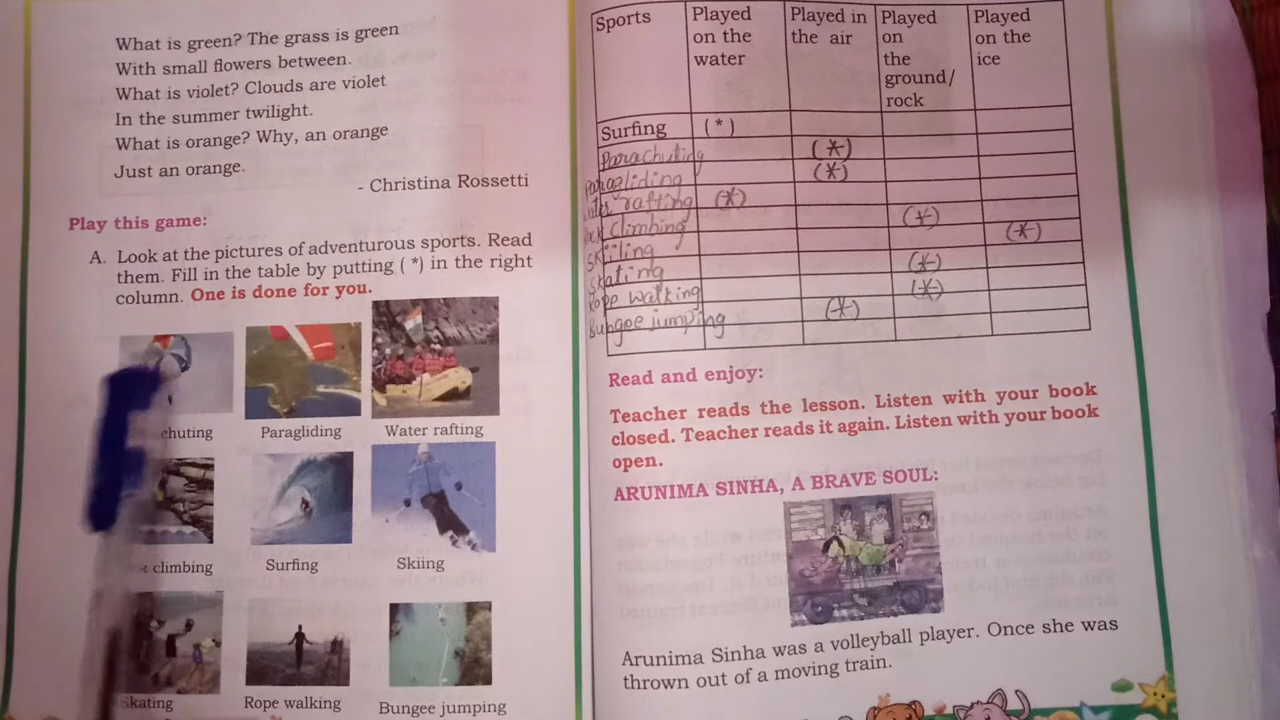 What is green? The grass is green
With small flowers between.
What is violet? Clouds are violet
In the summer twilight.
What is orange? Why, an orange
Just an orange.
- Christina Rossetti
Play this game:
A. Look at the pictures of adventurous sports. Read
them. Fill in the table by putting ( *) in the right
column. One is done for you.
chuting Paragliding Water rafting
climbing Surfing Skiing
Skating Rope walking Bungee jumping
Sports Played on the water Played in the air Played on the ground/ rock Played on the ice
Surfing (*)
Parachuting (*)
Paragliding (*)
ater rafting (*)
ock Climbing (*)
Skiiling (*)
Skating (*)
Rope walking (*)
Bungoe jumping (*)
Read and enjoy:
Teacher reads the lesson. Listen with your book
closed. Teacher reads it again. Listen with your book
open.
ARUNIMA SINHA, A BRAVE SOUL:
Arunima Sinha was a volleyball player. Once she was
thrown out of a moving train.